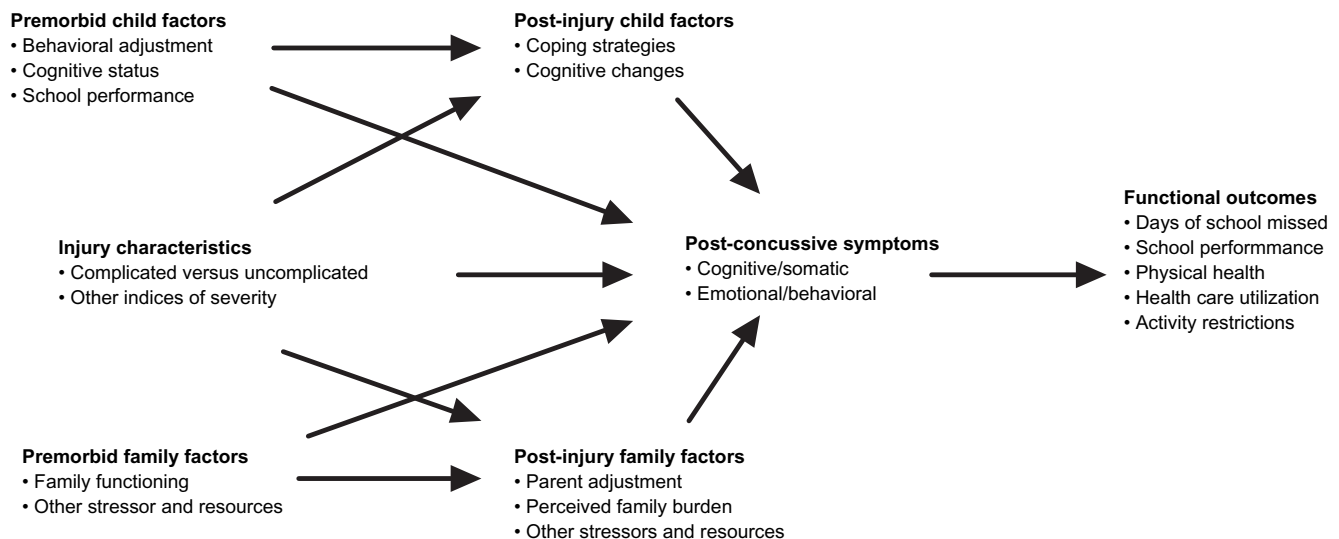 Premorbid child factors
• Behavioral adjustment
• Cognitive status
• School performance
Post-injury child factors
• Coping strategies
• Cognitive changes
Injury characteristics
• Complicated versus uncomplicated
• Other indices of severity
Post-concussive symptoms
• Cognitive/somatic
• Emotional/behavioral
Functional outcomes
• Days of school missed
• School performmance
• Physical health
• Health care utilization
• Activity restrictions
Premorbid family factors
• Family functioning
• Other stressor and resources
Post-injury family factors
• Parent adjustment
• Perceived family burden
• Other stressors and resources